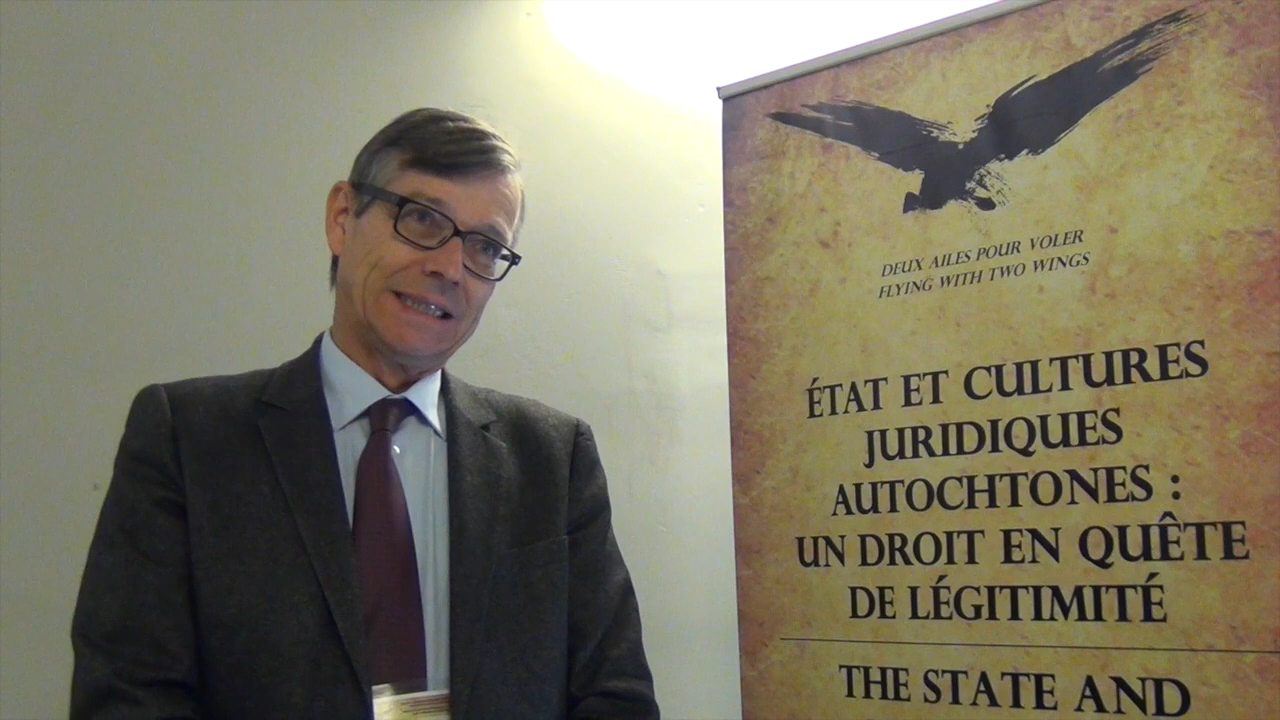 DEUX AILES POUR VOLER
FLYING WITH TWO WINGS
ÉTAT ET CULTURES
JURIDIQUES
AUTOCHTONES :
UN DROIT EN QUÊTE
DE LÉGITIMITÉ
THE STATE AND